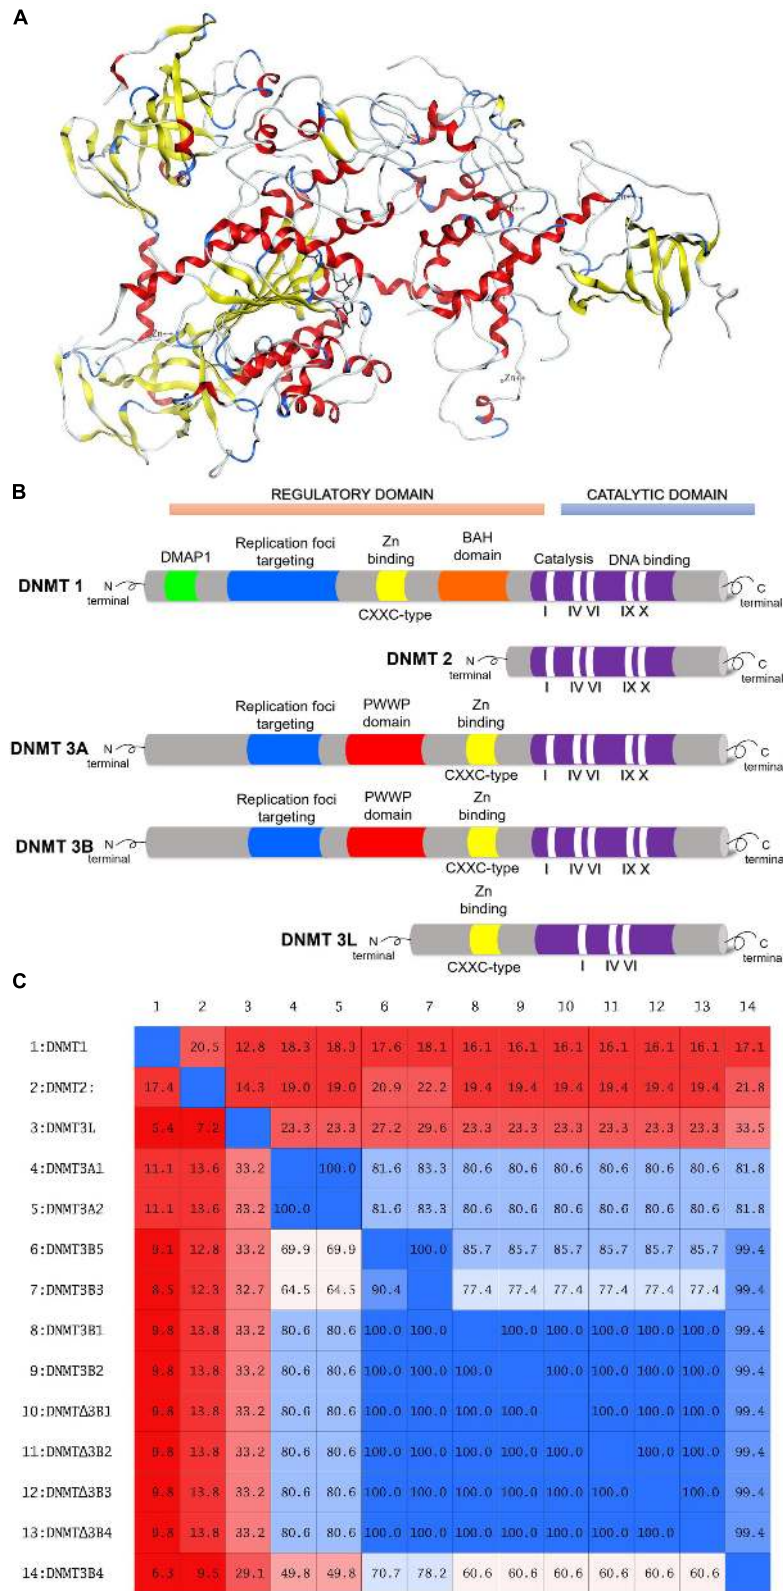 A
Zn++
Zn++
Zn++
Zn++
B
REGULATORY DOMAIN CATALYTIC DOMAIN
DMAP1 Replication foci targeting Zn binding BAH domain Catalysis DNA binding
DNMT 1 N terminal C terminal
CXXC-type I IV VI IX X
DNMT 2 N terminal C terminal
I IV VI IX X
Replication foci targeting PWWP domain Zn binding
DNMT 3A N terminal C terminal
CXXC-type I IV VI IX X
Replication foci targeting PWWP domain Zn binding
DNMT 3B N terminal C terminal
CXXC-type I IV VI IX X
Zn binding
DNMT 3L N terminal C terminal
CXXC-type I IV VI
C
1 2 3 4 5 6 7 8 9 10 11 12 13 14
1:DNMT1 20.5 12.8 18.3 18.3 17.6 18.1 16.1 16.1 16.1 16.1 16.1 16.1 17.1
2:DNMT2: 17.4 14.3 19.0 19.0 20.9 22.2 19.4 19.4 19.4 19.4 19.4 19.4 21.8
3:DNMT3L 5.4 7.2 23.3 23.3 27.2 29.6 23.3 23.3 23.3 23.3 23.3 23.3 33.5
4:DNMT3A1 11.1 13.6 33.2 100.0 81.6 83.3 80.6 80.6 80.6 80.6 80.6 80.6 81.8
5:DNMT3A2 11.1 13.6 33.2 100.0 81.6 83.3 80.6 80.6 80.6 80.6 80.6 80.6 81.8
6:DNMT3B5 9.1 12.8 33.2 69.9 69.9 100.0 85.7 85.7 85.7 85.7 85.7 85.7 99.4
7:DNMT3B3 8.5 12.3 32.7 64.5 64.5 90.4 77.4 77.4 77.4 77.4 77.4 77.4 99.4
8:DNMT3B1 9.8 13.8 33.2 80.6 80.6 100.0 100.0 100.0 100.0 100.0 100.0 100.0 99.4
9:DNMT3B2 9.8 13.8 33.2 80.6 80.6 100.0 100.0 100.0 100.0 100.0 100.0 100.0 99.4
10:DNMTΔ3B1 9.8 13.8 33.2 80.6 80.6 100.0 100.0 100.0 100.0 100.0 100.0 100.0 99.4
11:DNMTΔ3B2 9.8 13.8 33.2 80.6 80.6 100.0 100.0 100.0 100.0 100.0 100.0 100.0 99.4
12:DNMTΔ3B3 9.8 13.8 33.2 80.6 80.6 100.0 100.0 100.0 100.0 100.0 100.0 100.0 99.4
13:DNMTΔ3B4 9.8 13.8 33.2 80.6 80.6 100.0 100.0 100.0 100.0 100.0 100.0 100.0 99.4
14:DNMT3B4 6.3 9.5 29.1 49.8 49.8 70.7 78.2 60.6 60.6 60.6 60.6 60.6 60.6